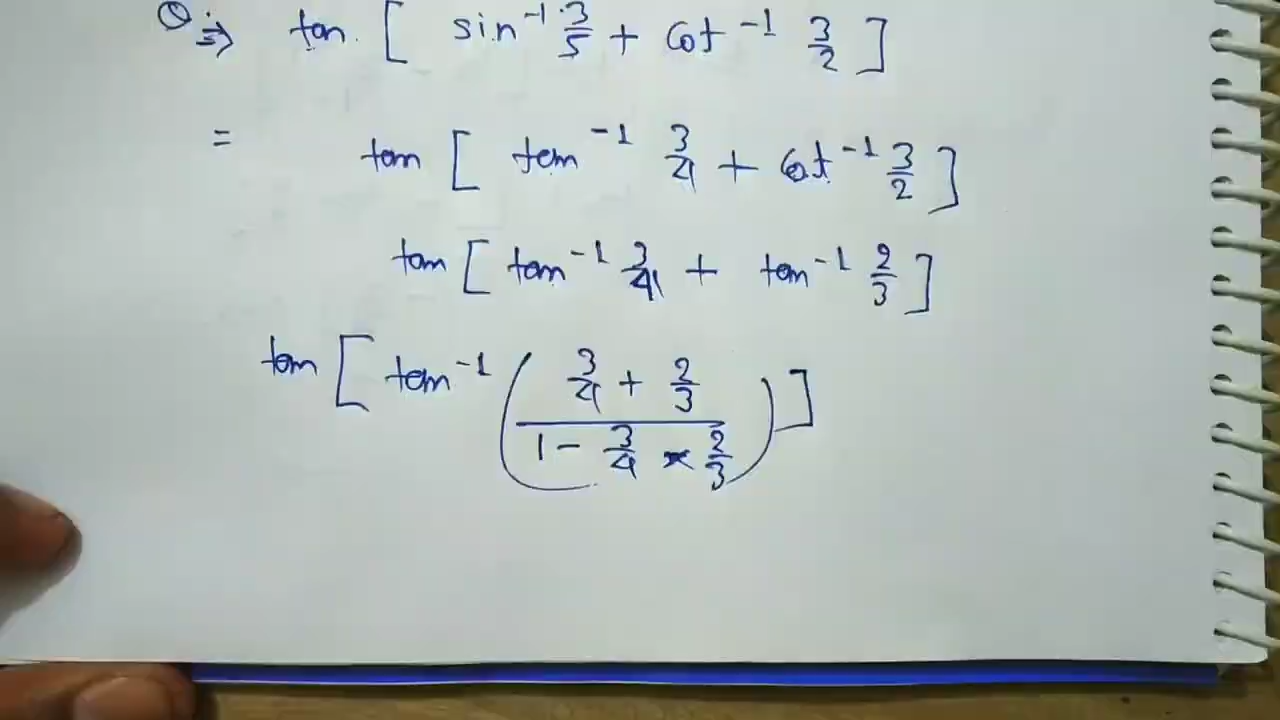 Q. ⇒ tan [ sin⁻¹ 3/5 + cot⁻¹ 3/2 ]
= tan [ tan⁻¹ 3/4 + cot⁻¹ 3/2 ]
tan [ tan⁻¹ 3/4 + tan⁻¹ 2/3 ]
tan [ tan⁻¹ ( (3/4 + 2/3) / (1 - 3/4 × 2/3) ) ]